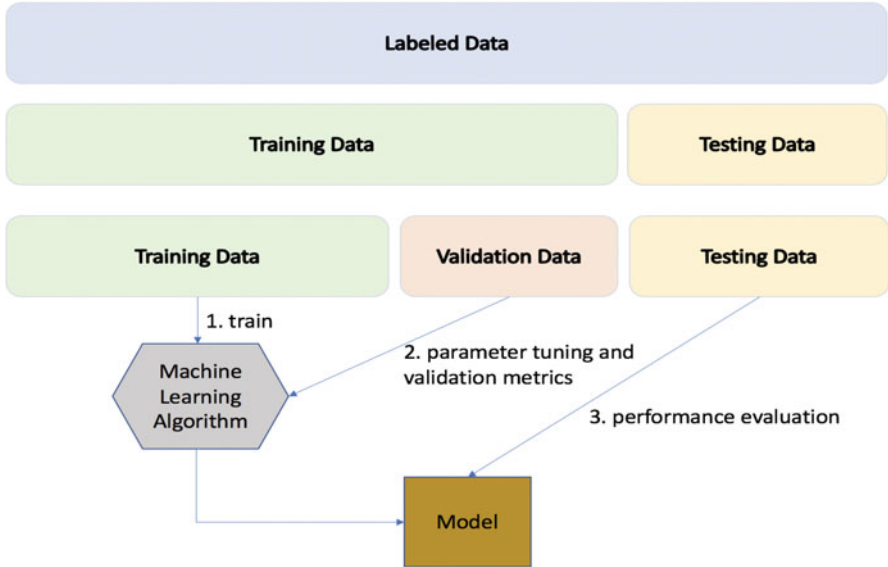 Labeled Data
Training Data
Testing Data
Training Data
Validation Data
Testing Data
1. train
2. parameter tuning and
validation metrics
Machine
Learning
Algorithm
3. performance evaluation
Model